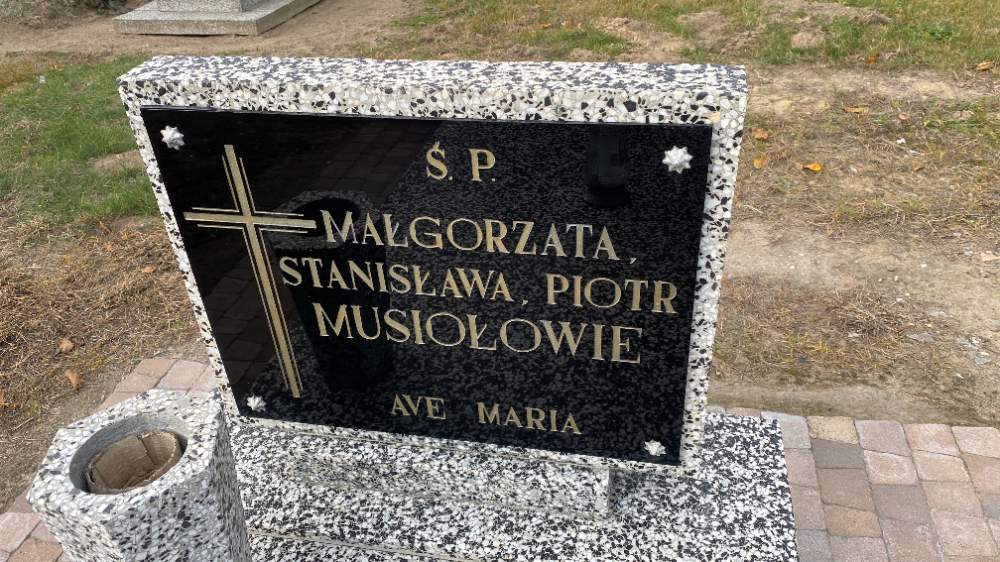 Ś. P.
MAŁGORZATA,
STANISŁAWA, PIOTR
MUSIOŁOWIE
AVE MARIA